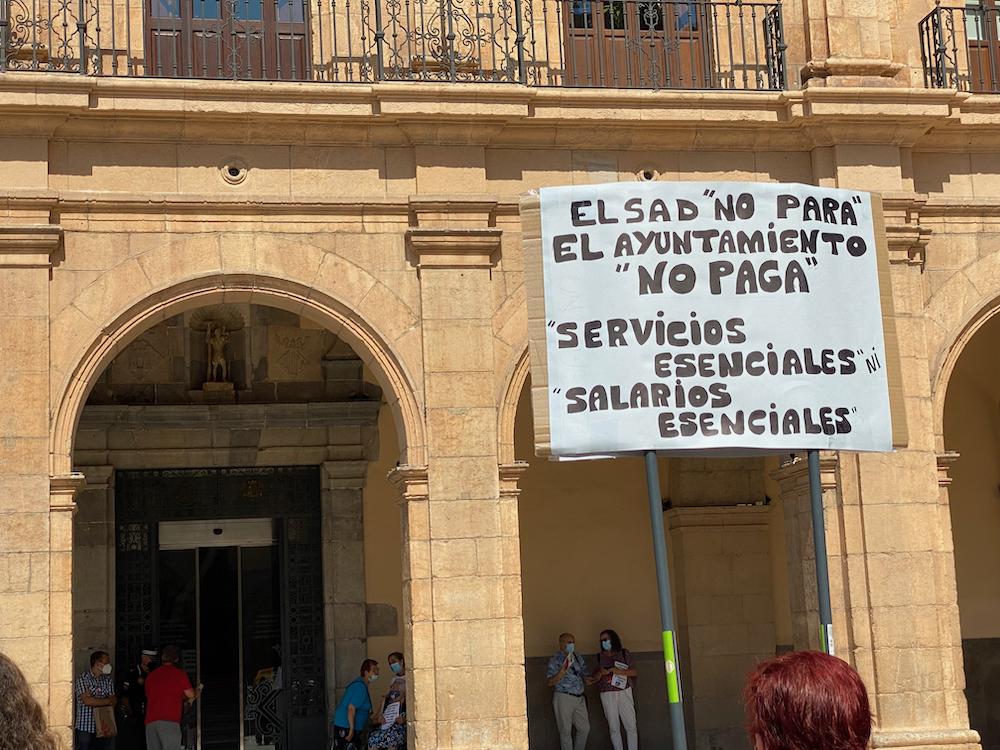 EL SAD "NO PARA"
EL AYUNTAMiENTO
"NO PAGA"
"SERViCiOS
ESENCiALES" Ni
"SALARiOS
ESENCiALES"